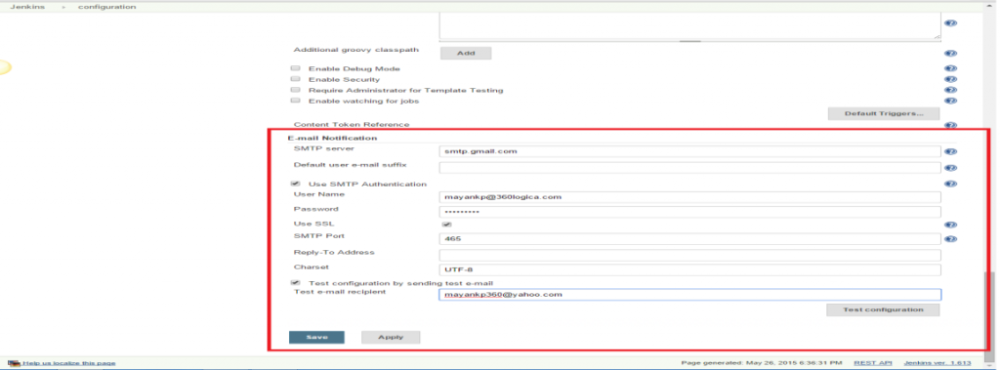 Jenkins › configuration
Additional groovy classpath Add
Enable Debug Mode
Enable Security
Require Administrator for Template Testing
Enable watching for jobs
Default Triggers...
Content Token Reference
E-mail Notification
SMTP server smtp.gmail.com
Default user e-mail suffix
Use SMTP Authentication
User Name mayankp@360logica.com
Password •••••••••
Use SSL
SMTP Port 465
Reply-To Address
Charset UTF-8
Test configuration by sending test e-mail
Test e-mail recipient mayankp360@yahoo.com
Test configuration
Save Apply
Help us localize this page Page generated: May 26, 2015 6:36:31 PM REST API Jenkins ver. 1.613